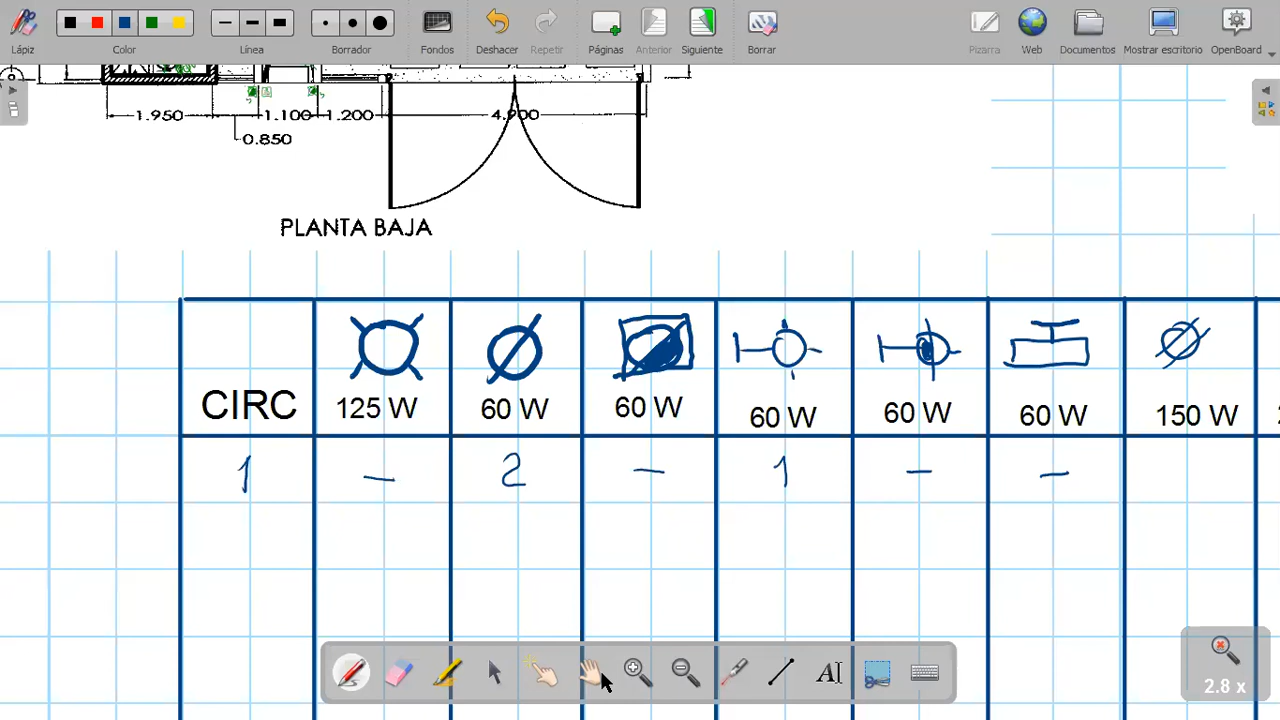 Lápiz Color Línea Borrador Fondos Deshacer Repetir Páginas Anterior Siguiente Borrar Pizarra Web Documentos Mostrar escritorio OpenBoard
1.950 1.100 1.200 4.900
0.850
PLANTA BAJA
CIRC 125 W 60 W 60 W 60 W 60 W 60 W 150 W
1 - 2 - 1 - -
AI
2.8 x